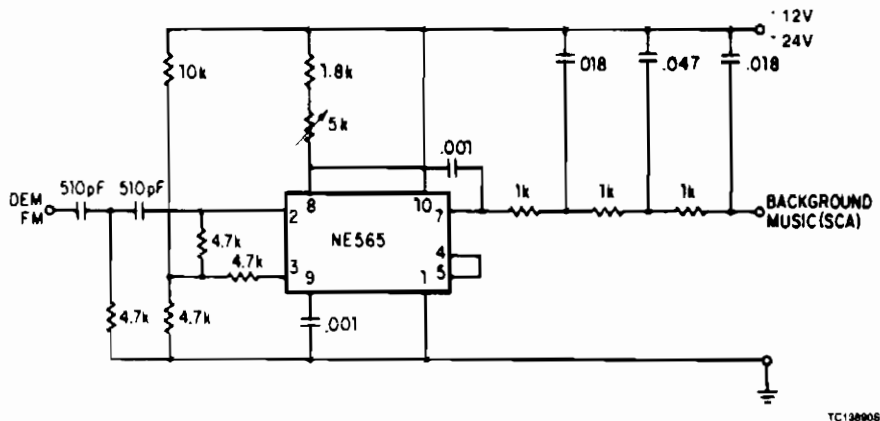 12V
24V
10k
1.8k
5k
018
.047
.018
.001
DEM
FM
510pF
510pF
1k
1k
1k
BACKGROUND
MUSIC (SCA)
8
10
2
7
NE565
4.7k
4.7k
4
3
9
1
5
4.7k
4.7k
.001
TC13890S